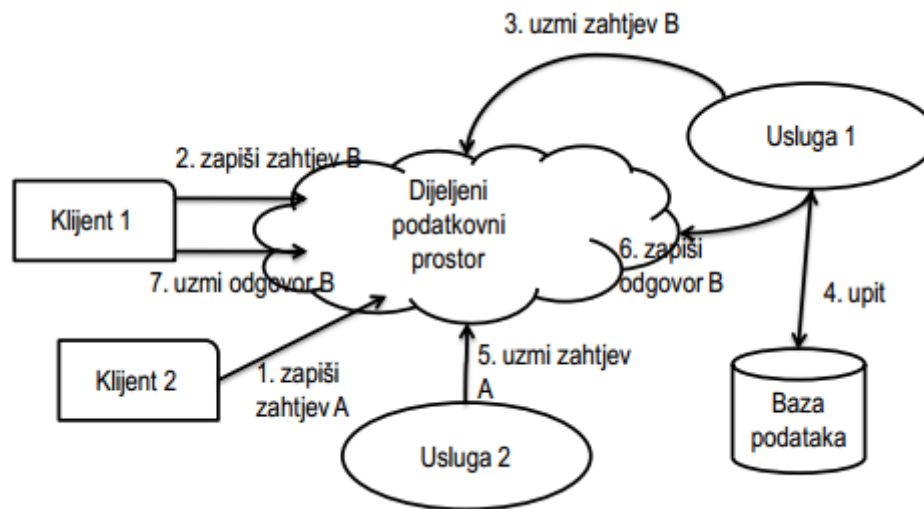 3. uzmi zahtjev B
Usluga 1
2. zapiši zahtjev B
Dijeljeni
podatkovni
prostor
Klijent 1
7. uzmi odgovor B
6. zapiši
odgovor B
4. upit
Klijent 2
1. zapiši
zahtjev A
5. uzmi zahtjev
A
Usluga 2
Baza
podataka